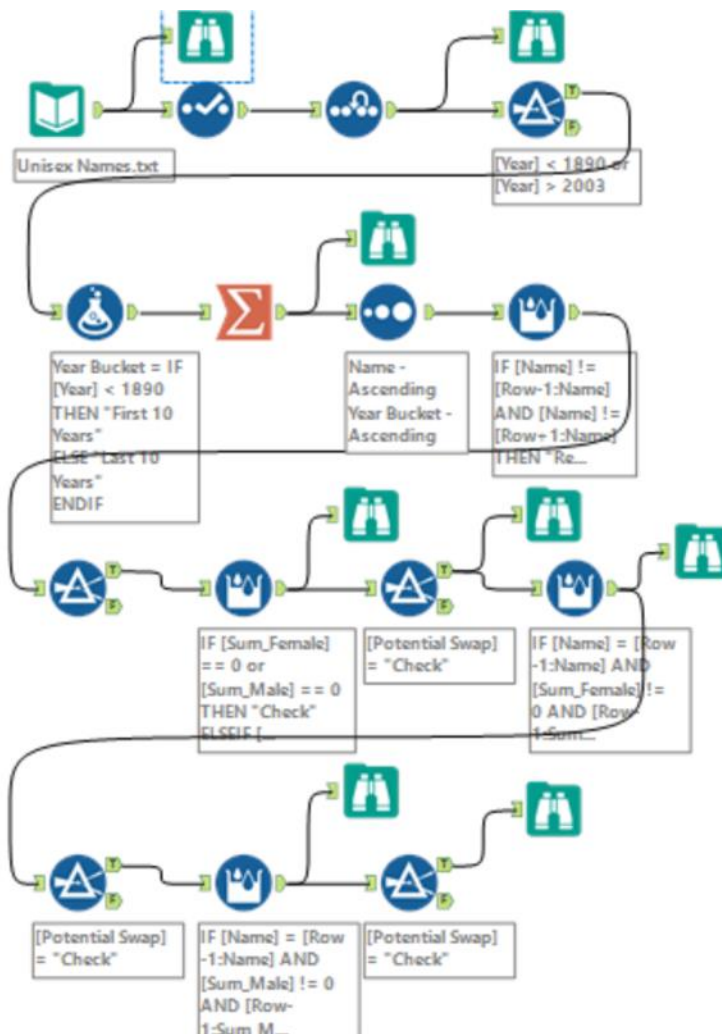 T
F
Unisex Names.txt
[Year] < 1890 or
[Year] > 2003
Year Bucket = IF
[Year] < 1890
THEN "First 10
Years"
ELSE "Last 10
Years"
ENDIF
Name -
Ascending
Year Bucket -
Ascending
IF [Name] !=
[Row-1:Name]
AND [Name] !=
[Row+1:Name]
THEN "Re...
T
F
T
F
IF [Sum_Female]
== 0 or
[Sum_Male] == 0
THEN "Check"
ELSEIF [...
[Potential Swap]
= "Check"
IF [Name] = [Row
-1:Name] AND
[Sum_Female] !=
0 AND [Row-
1:Sum...
T
F
T
F
[Potential Swap]
= "Check"
IF [Name] = [Row
-1:Name] AND
[Sum_Male] != 0
AND [Row-
1:Sum_M...
[Potential Swap]
= "Check"